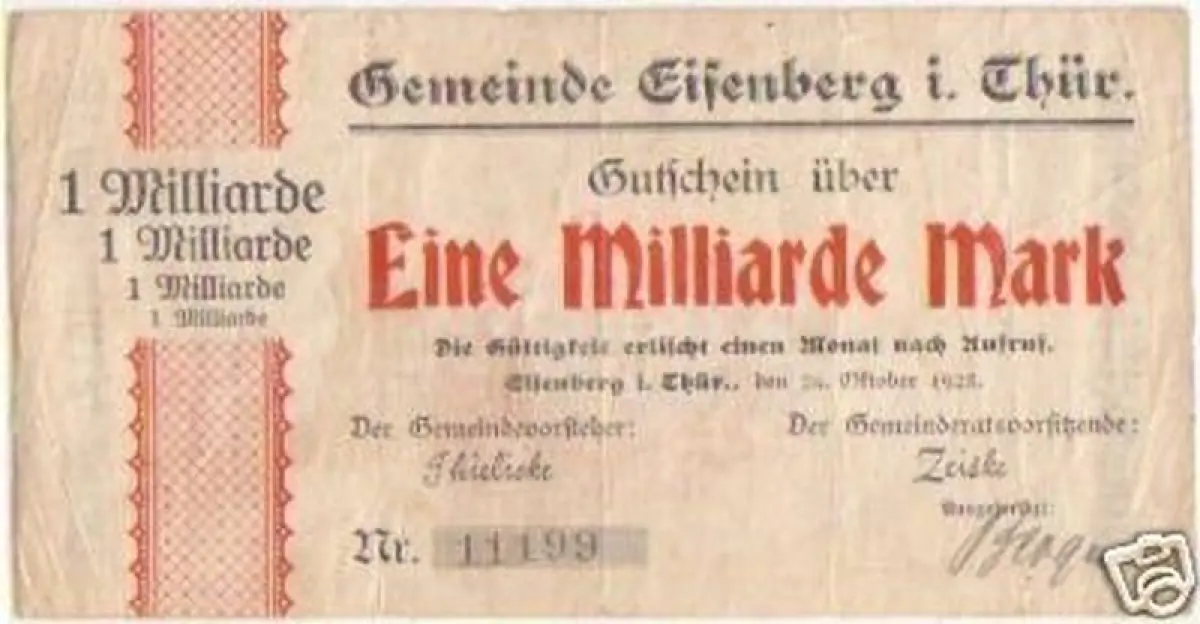 Gemeinde Eisenberg i. Thür.
Gutschein über
1 Milliarde
1 Milliarde
1 Milliarde
1 Milliarde
Eine Milliarde Mark
Die Gültigkeit erlischt einen Monat nach Aufruf.
Eisenberg i. Thür., den Oktober 1923.
Der Gemeindevorsteher:
Der Gemeinderatsvorsitzende:
Zeiske
Ausgefertigt:
Nr. 11199